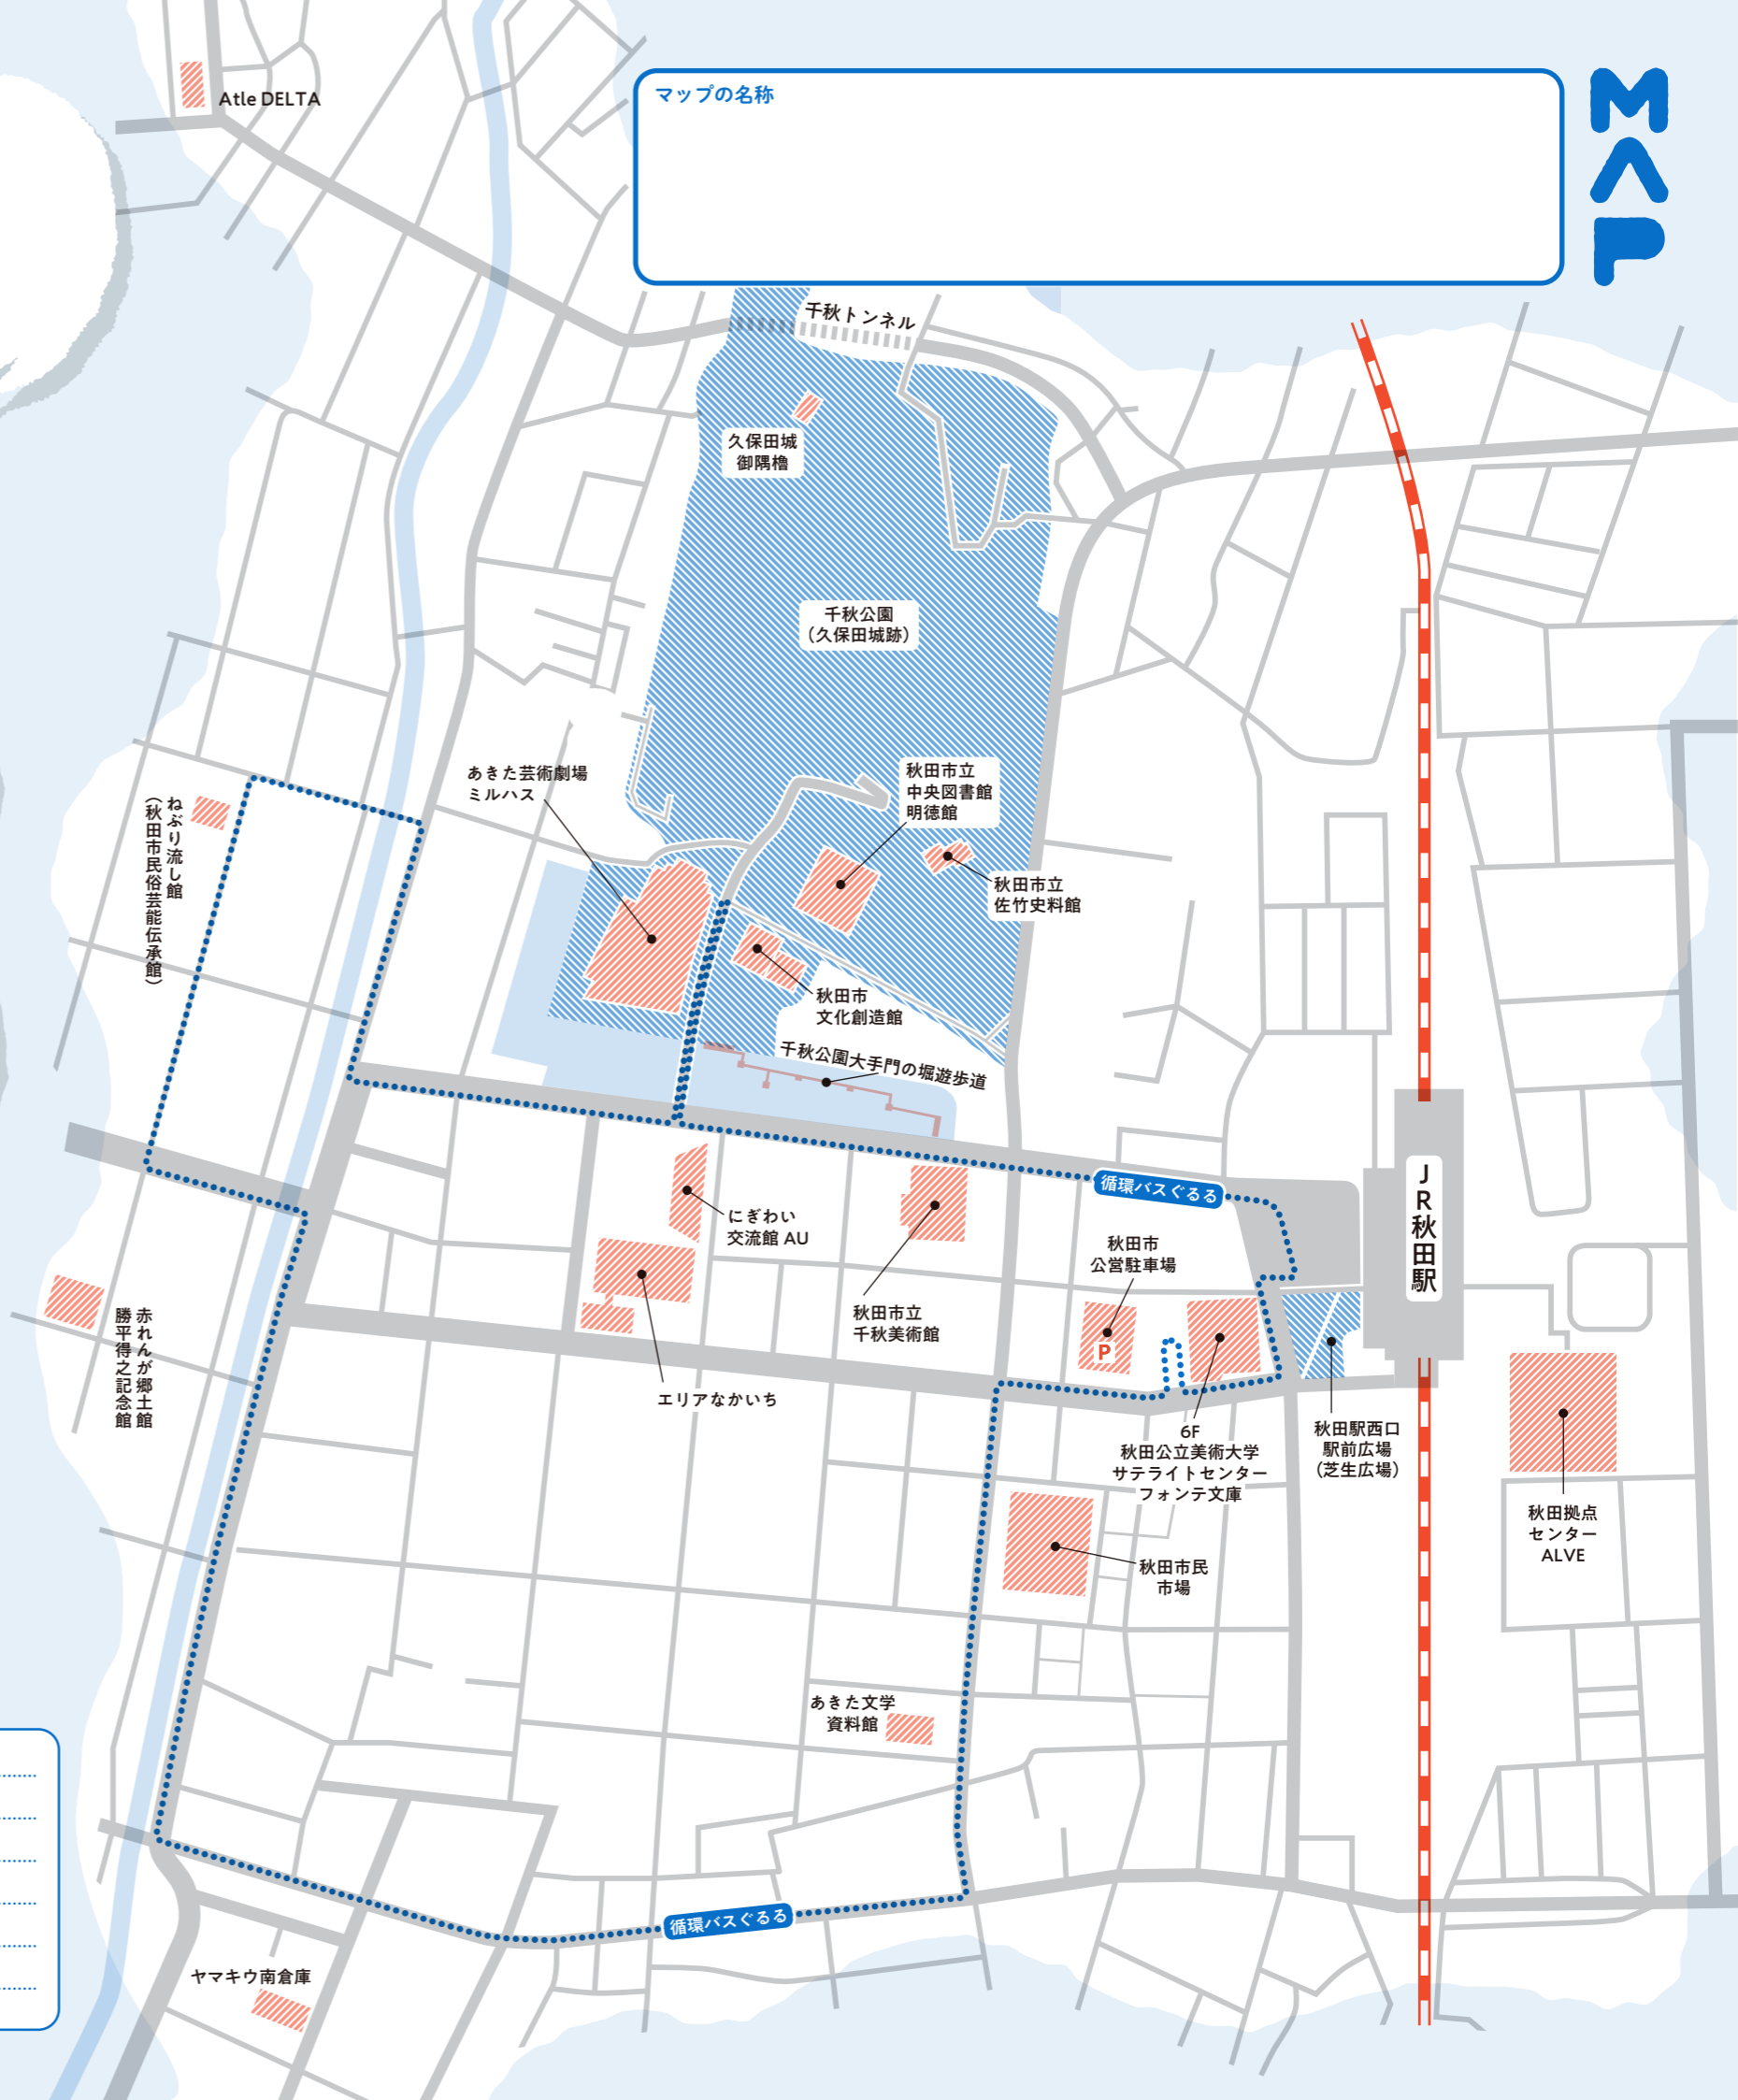 Atle DELTA
マップの名称
MAP
千秋トンネル
久保田城
御隅櫓
千秋公園
（久保田城跡）
あきた芸術劇場
ミルハス
秋田市立
中央図書館
明徳館
秋田市立
佐竹史料館
ねぶり流し館
（秋田市民俗芸能伝承館）
秋田市
文化創造館
千秋公園大手門の堀遊歩道
循環バスぐるる
JR秋田駅
にぎわい
交流館 AU
秋田市
公営駐車場
P
秋田市立
千秋美術館
赤れんが郷土館
勝平得之記念館
エリアなかいち
6F
秋田公立美術大学
サテライトセンター
フォンテ文庫
秋田駅西口
駅前広場
（芝生広場）
秋田拠点
センター
ALVE
秋田市民
市場
あきた文学
資料館
循環バスぐるる
ヤマキウ南倉庫